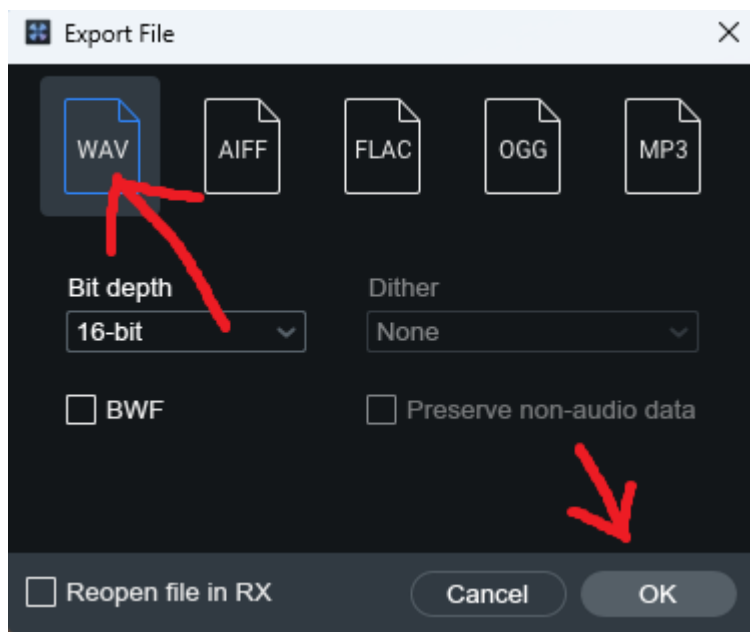 Export File
WAV AIFF FLAC OGG MP3
Bit depth Dither
16-bit None
BWF Preserve non-audio data
Reopen file in RX Cancel OK